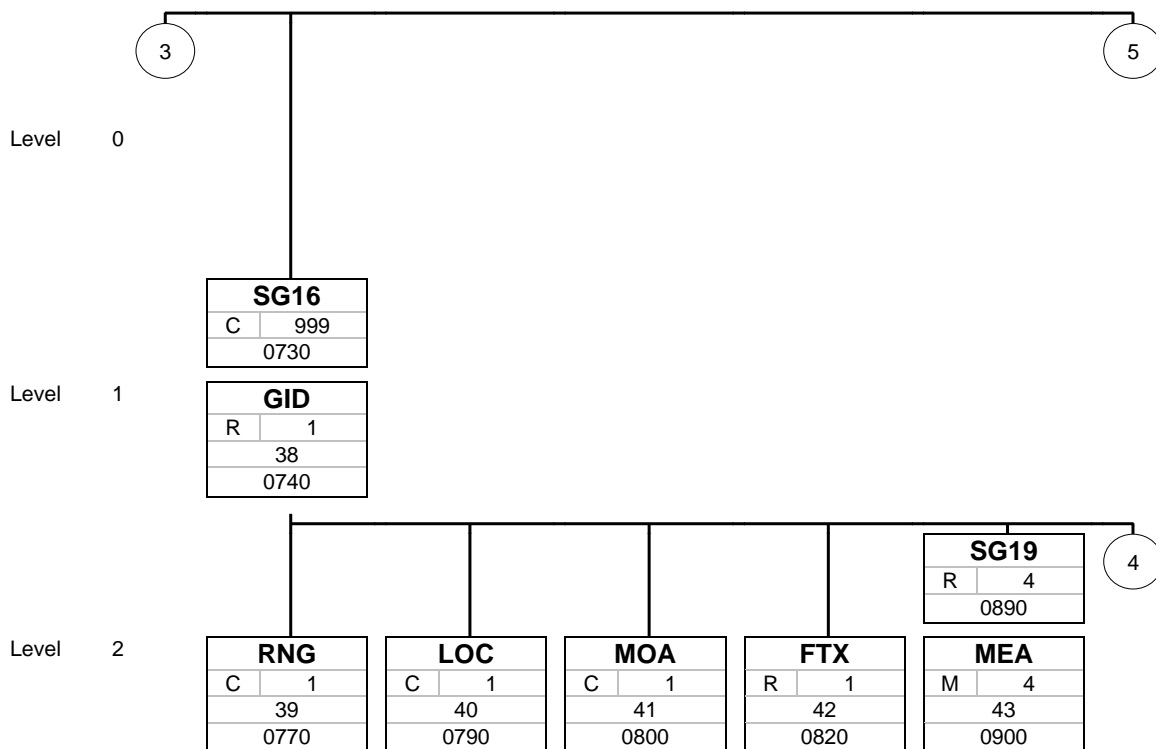 3
5
Level 0
SG16
C 999
0730
Level 1
GID
R 1
38
0740
SG19
R 4
0890
4
Level 2
RNG
C 1
39
0770
LOC
C 1
40
0790
MOA
C 1
41
0800
FTX
R 1
42
0820
MEA
M 4
43
0900